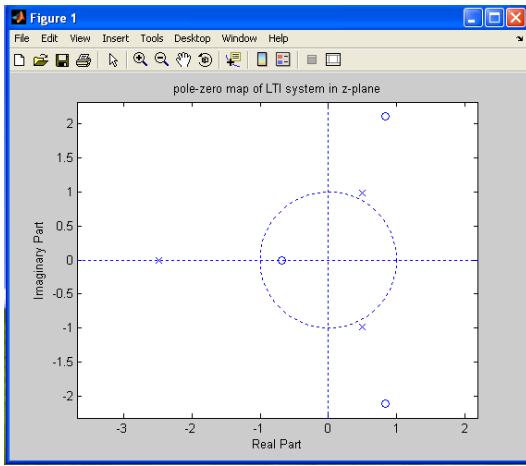 Figure 1
File Edit View Insert Tools Desktop Window Help
pole-zero map of LTI system in z-plane
2
1.5
1
0.5
0
-0.5
-1
-1.5
-2
Imaginary Part
-3 -2 -1 0 1 2
Real Part